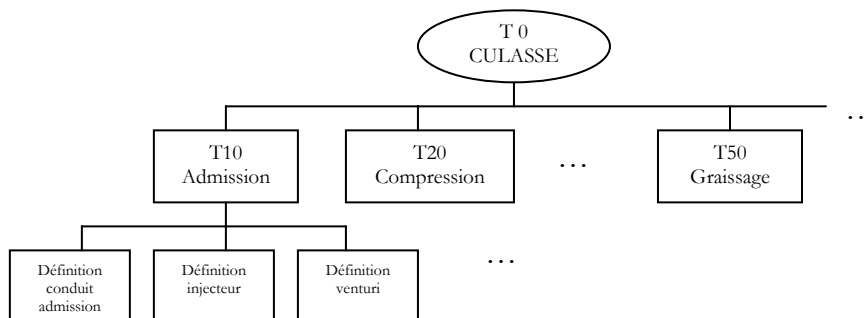 T 0
CULASSE
..
T10
Admission
T20
Compression
...
T50
Graissage
Définition
conduit
admission
Définition
injecteur
Définition
venturi
...